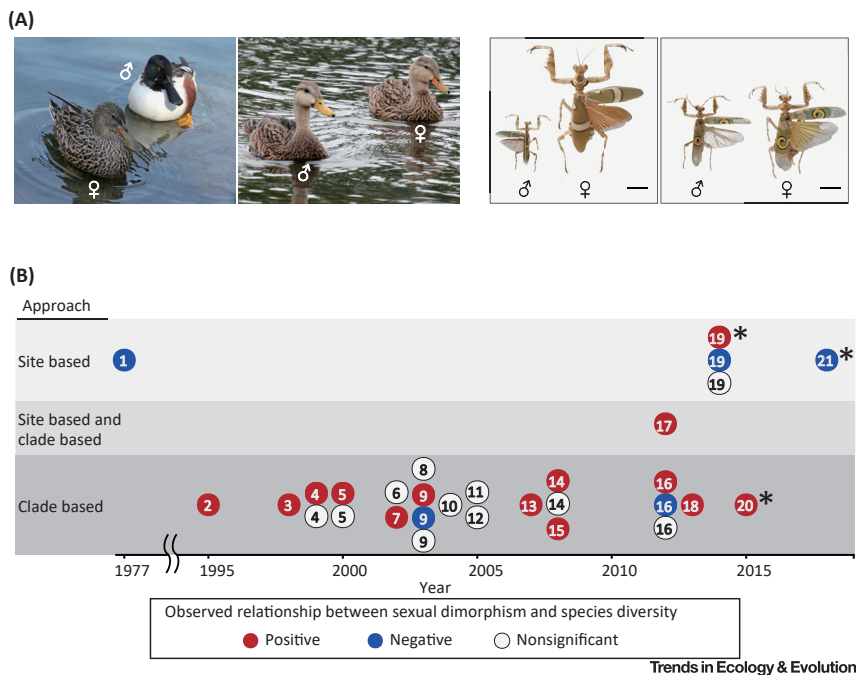 (A)
♂ ♀ ♂ ♀ ♂ ♀ ♂ ♀
(B)
Approach
Site based
1
19 *
19
19
21 *
Site based and
clade based
17
Clade based
2 3 4 4 5 5 6 7 8 9 9 9 10 11 12 13 14 14 15 16 16 16 18 20 *
1977 1995 2000 2005 2010 2015
Year
Observed relationship between sexual dimorphism and species diversity
Positive Negative Nonsignificant
Trends in Ecology & Evolution